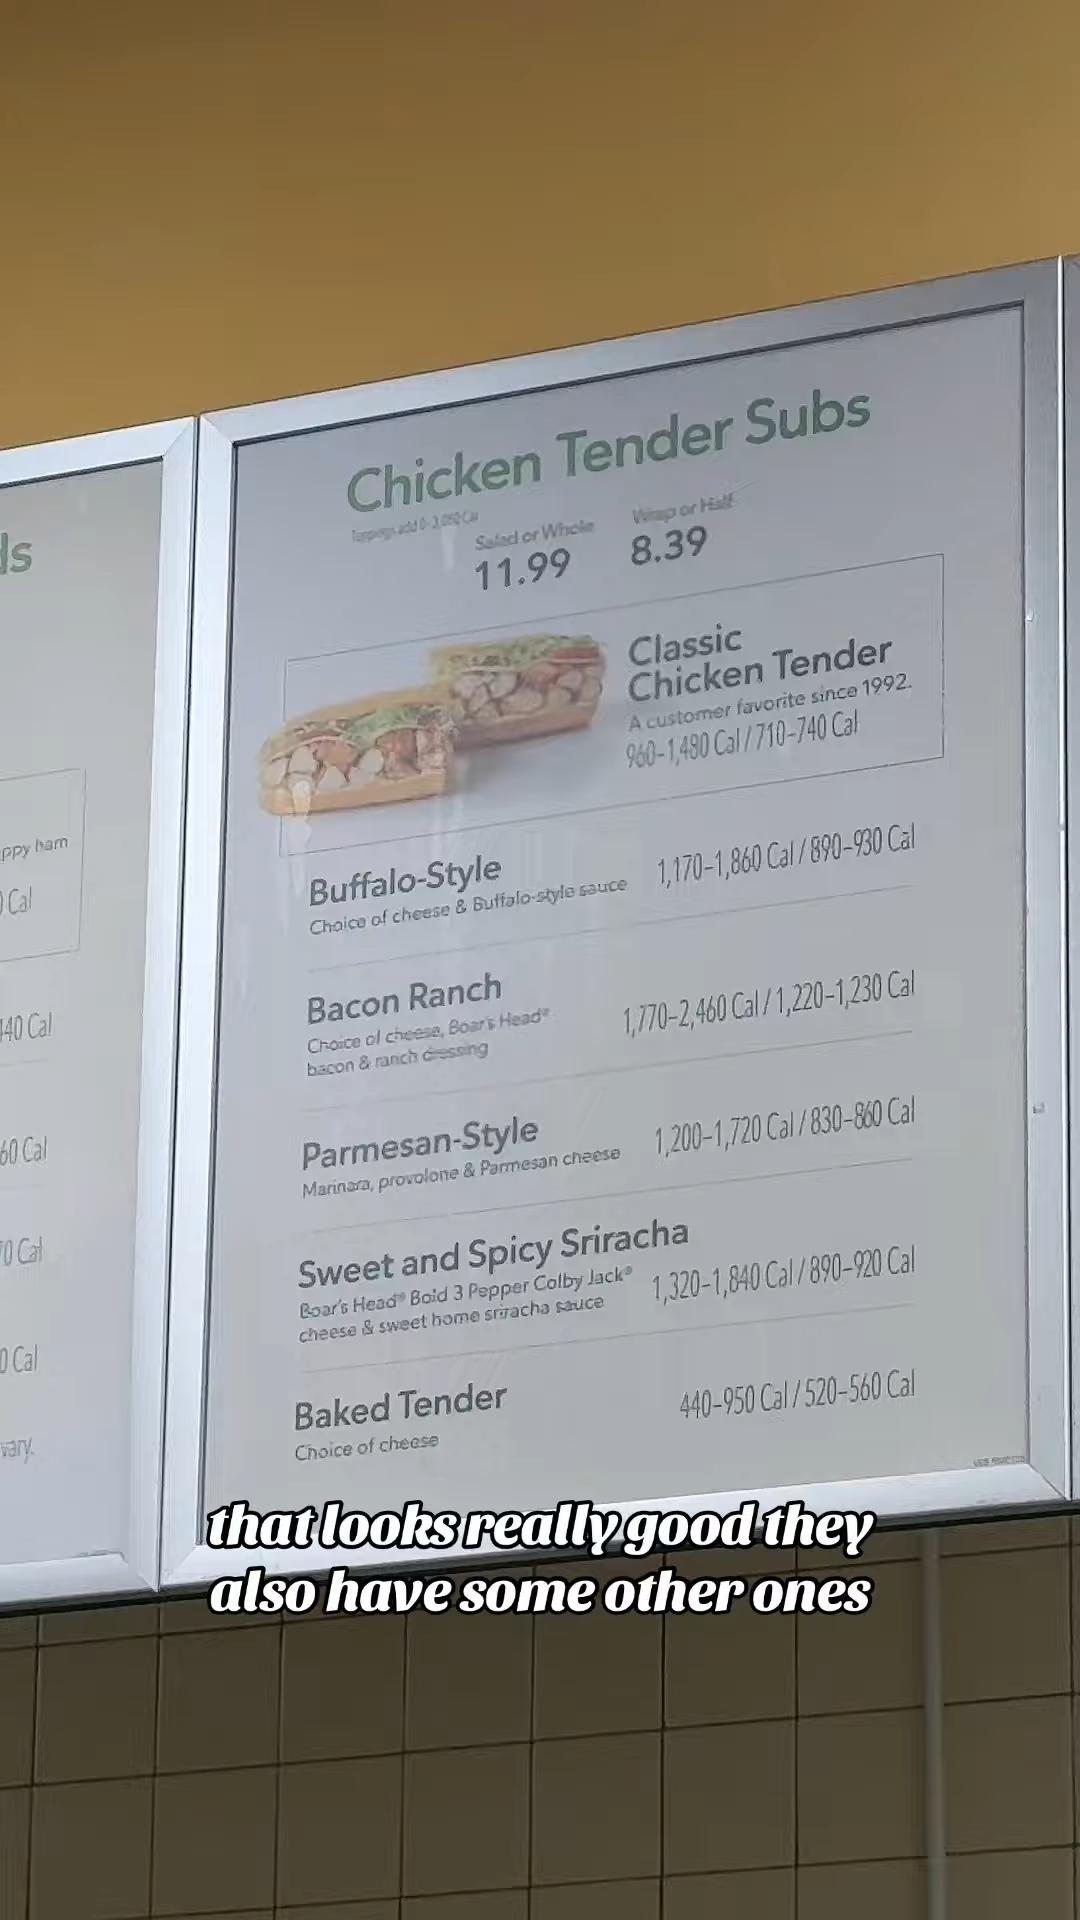 ds
ppy ham
Cal
140 Cal
60 Cal
70 Cal
0 Cal
vary.
Chicken Tender Subs
Toppings add 0-3,050 Cal
Salad or Whole
11.99
Wrap or Half
8.39
Classic
Chicken Tender
A customer favorite since 1992.
960-1,480 Cal / 710-740 Cal
Buffalo-Style
Choice of cheese & Buffalo-style sauce
1,170-1,860 Cal / 890-930 Cal
Bacon Ranch
Choice of cheese, Boar's Head®
bacon & ranch dressing
1,770-2,460 Cal / 1,220-1,230 Cal
Parmesan-Style
Marinara, provolone & Parmesan cheese
1,200-1,720 Cal / 830-860 Cal
Sweet and Spicy Sriracha
Boar's Head® Bold 3 Pepper Colby Jack®
cheese & sweet home sriracha sauce
1,320-1,840 Cal / 890-920 Cal
Baked Tender
Choice of cheese
440-950 Cal / 520-560 Cal
that looks really good they
also have some other ones